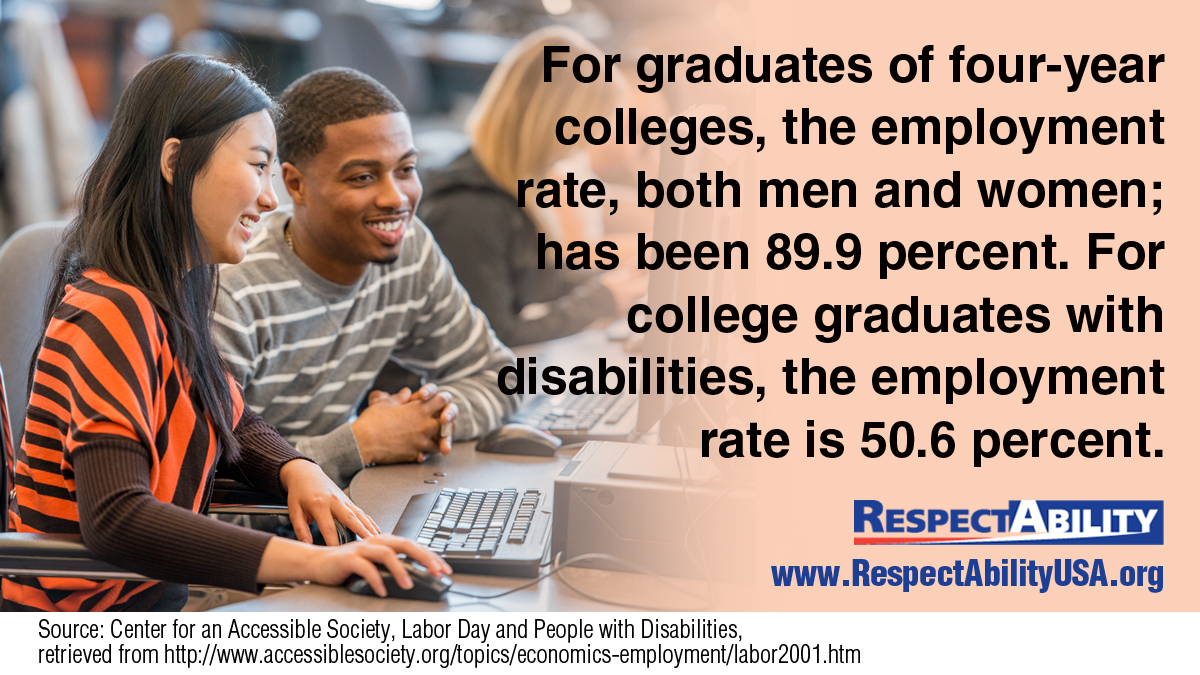 For graduates of four-year
colleges, the employment
rate, both men and women;
has been 89.9 percent. For
college graduates with
disabilities, the employment
rate is 50.6 percent.
RESPECTABILITY
www.RespectAbilityUSA.org
Source: Center for an Accessible Society, Labor Day and People with Disabilities,
retrieved from http://www.accessiblesociety.org/topics/economics-employment/labor2001.htm